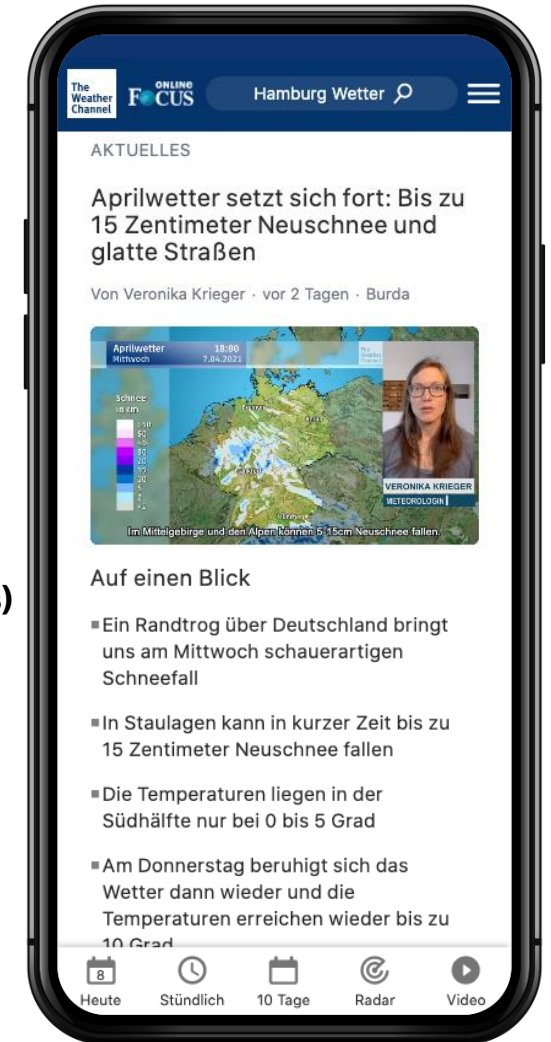 The
Weather
Channel
ONLINE
FOCUS
Hamburg Wetter
AKTUELLES
Aprilwetter setzt sich fort: Bis zu
15 Zentimeter Neuschnee und
glatte Straßen
Von Veronika Krieger · vor 2 Tagen · Burda
Aprilwetter 18:00
Mittwoch 7.04.2021
Schnee
in cm
VERONIKA KRIEGER
METEOROLOGIN
Im Mittelgebirge und den Alpen können 5-15cm Neuschnee fallen.
Auf einen Blick
)
Ein Randtrog über Deutschland bringt
uns am Mittwoch schauerartigen
Schneefall
In Staulagen kann in kurzer Zeit bis zu
15 Zentimeter Neuschnee fallen
Die Temperaturen liegen in der
Südhälfte nur bei 0 bis 5 Grad
Am Donnerstag beruhigt sich das
Wetter dann wieder und die
Temperaturen erreichen wieder bis zu
10 Grad
8
Heute Stündlich 10 Tage Radar Video